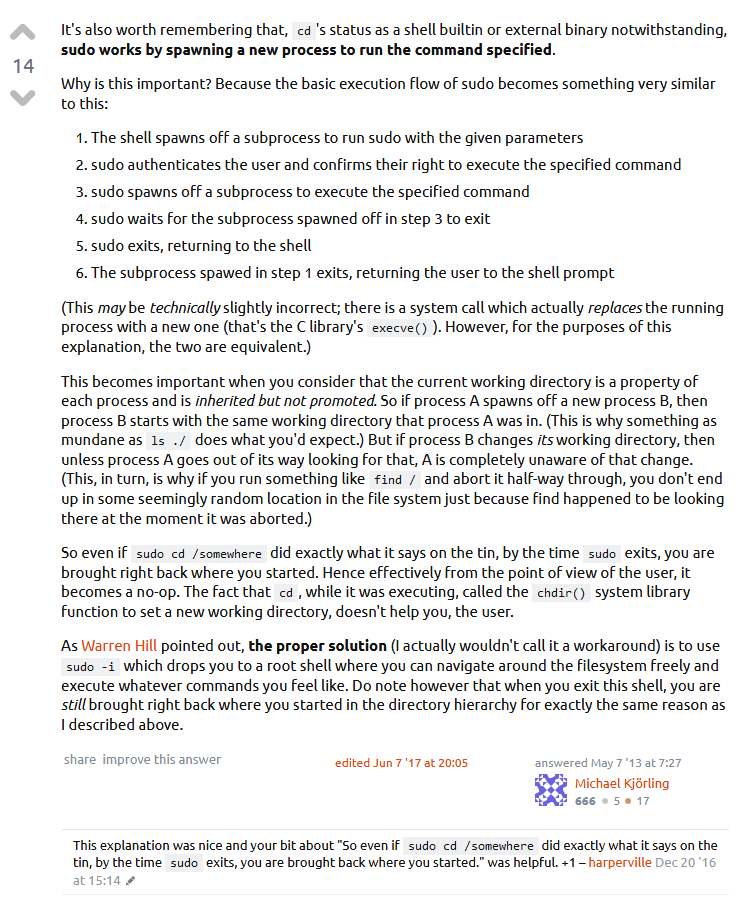 It's also worth remembering that, cd 's status as a shell builtin or external binary notwithstanding,
sudo works by spawning a new process to run the command specified.
14
Why is this important? Because the basic execution flow of sudo becomes something very similar
to this:
1. The shell spawns off a subprocess to run sudo with the given parameters
2. sudo authenticates the user and confirms their right to execute the specified command
3. sudo spawns off a subprocess to execute the specified command
4. sudo waits for the subprocess spawned off in step 3 to exit
5. sudo exits, returning to the shell
6. The subprocess spawed in step 1 exits, returning the user to the shell prompt
(This may be technically slightly incorrect; there is a system call which actually replaces the running
process with a new one (that's the C library's execve() ). However, for the purposes of this
explanation, the two are equivalent.)
This becomes important when you consider that the current working directory is a property of
each process and is inherited but not promoted. So if process A spawns off a new process B, then
process B starts with the same working directory that process A was in. (This is why something as
mundane as ls ./ does what you'd expect.) But if process B changes its working directory, then
unless process A goes out of its way looking for that, A is completely unaware of that change.
(This, in turn, is why if you run something like find / and abort it half-way through, you don't end
up in some seemingly random location in the file system just because find happened to be looking
there at the moment it was aborted.)
So even if sudo cd /somewhere did exactly what it says on the tin, by the time sudo exits, you are
brought right back where you started. Hence effectively from the point of view of the user, it
becomes a no-op. The fact that cd , while it was executing, called the chdir() system library
function to set a new working directory, doesn't help you, the user.
As Warren Hill pointed out, the proper solution (I actually wouldn't call it a workaround) is to use
sudo -i which drops you to a root shell where you can navigate around the filesystem freely and
execute whatever commands you feel like. Do note however that when you exit this shell, you are
still brought right back where you started in the directory hierarchy for exactly the same reason as
I described above.
share improve this answer
edited Jun 7 '17 at 20:05
answered May 7 '13 at 7:27
Michael Kjörling
666 ● 5 ● 17
This explanation was nice and your bit about "So even if sudo cd /somewhere did exactly what it says on the
tin, by the time sudo exits, you are brought back where you started." was helpful. +1 – harperville Dec 20 '16
at 15:14